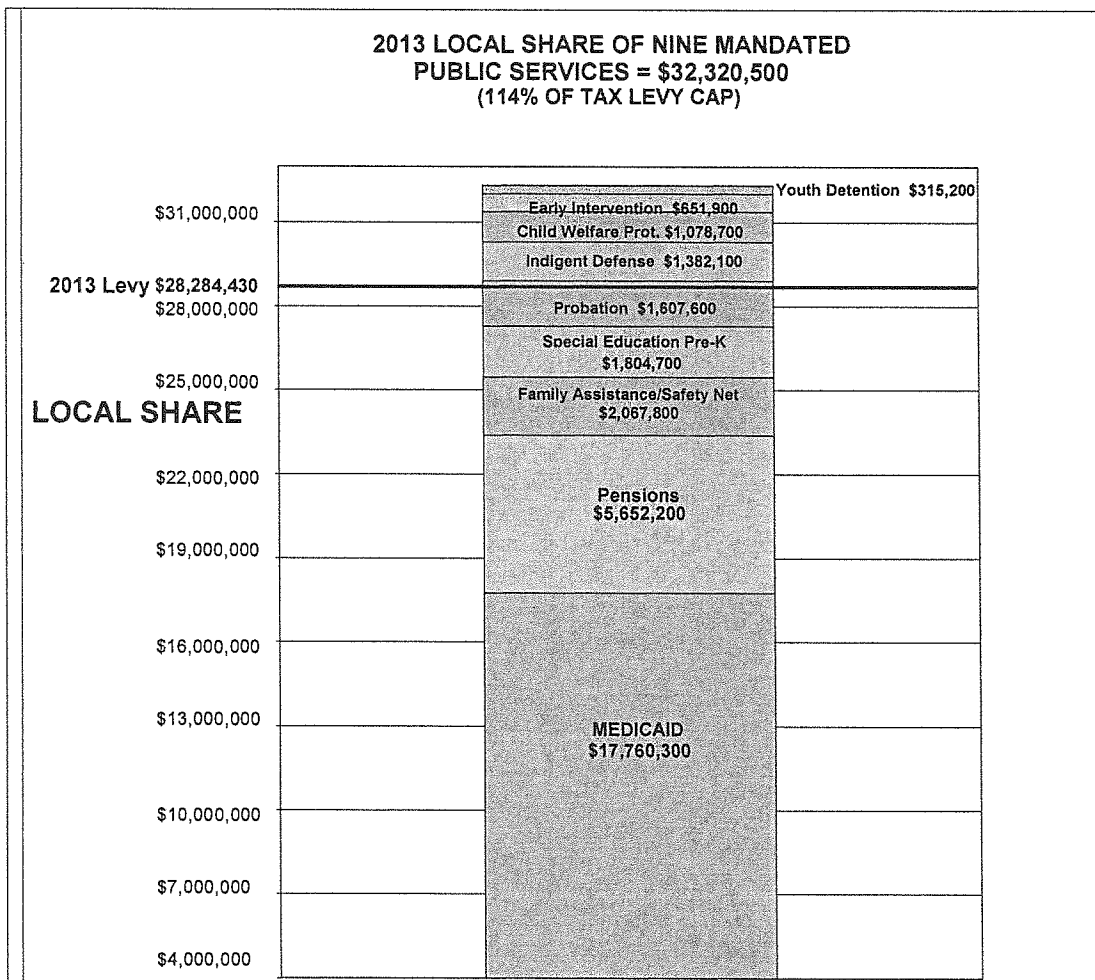 2013 LOCAL SHARE OF NINE MANDATED
PUBLIC SERVICES = $32,320,500
(114% OF TAX LEVY CAP)
Youth Detention $315,200
Early Intervention $651,900
$31,000,000
Child Welfare Prot. $1,078,700
Indigent Defense $1,382,100
2013 Levy $28,284,430
$28,000,000
Probation $1,607,600
Special Education Pre-K
$1,804,700
$25,000,000
Family Assistance/Safety Net
$2,067,800
LOCAL SHARE
$22,000,000
Pensions
$5,652,200
$19,000,000
$16,000,000
$13,000,000
MEDICAID
$17,760,300
$10,000,000
$7,000,000
$4,000,000